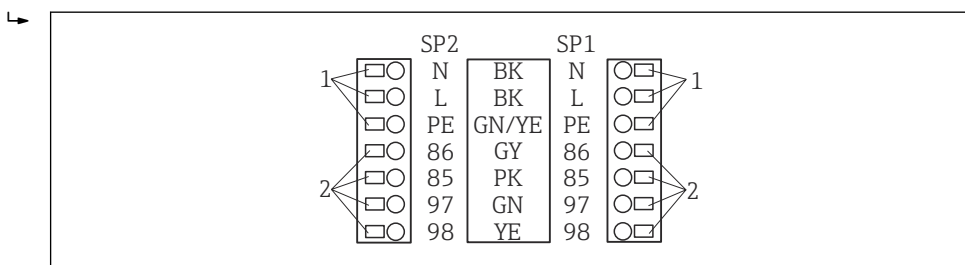 SP2 SP1
1 N BK N 1
L BK L
PE GN/YE PE
86 GY 86
2 85 PK 85 2
97 GN 97
98 YE 98